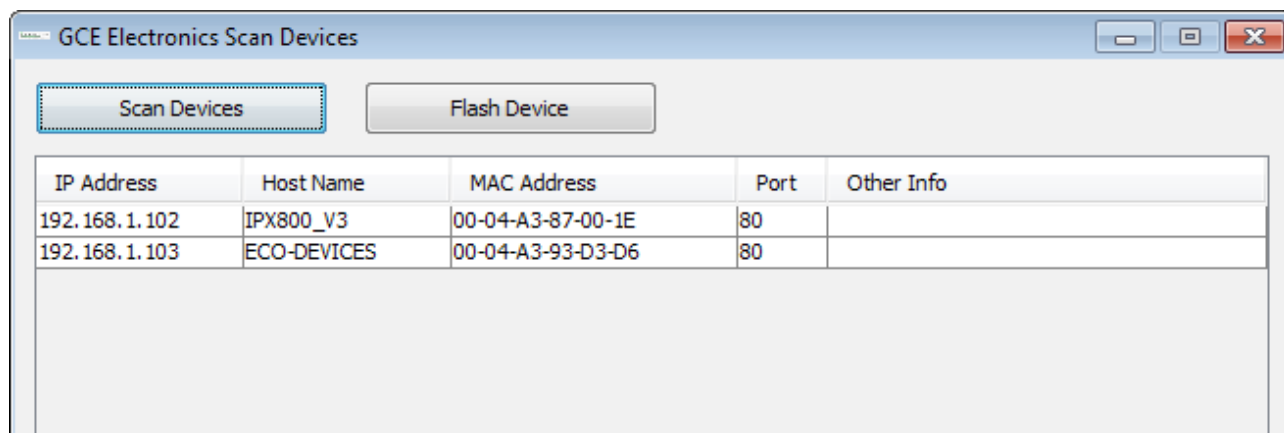 GCE Electronics Scan Devices
Scan Devices Flash Device
IP Address Host Name MAC Address Port Other Info
192.168.1.102 IPX800_V3 00-04-A3-87-00-1E 80
192.168.1.103 ECO-DEVICES 00-04-A3-93-D3-D6 80